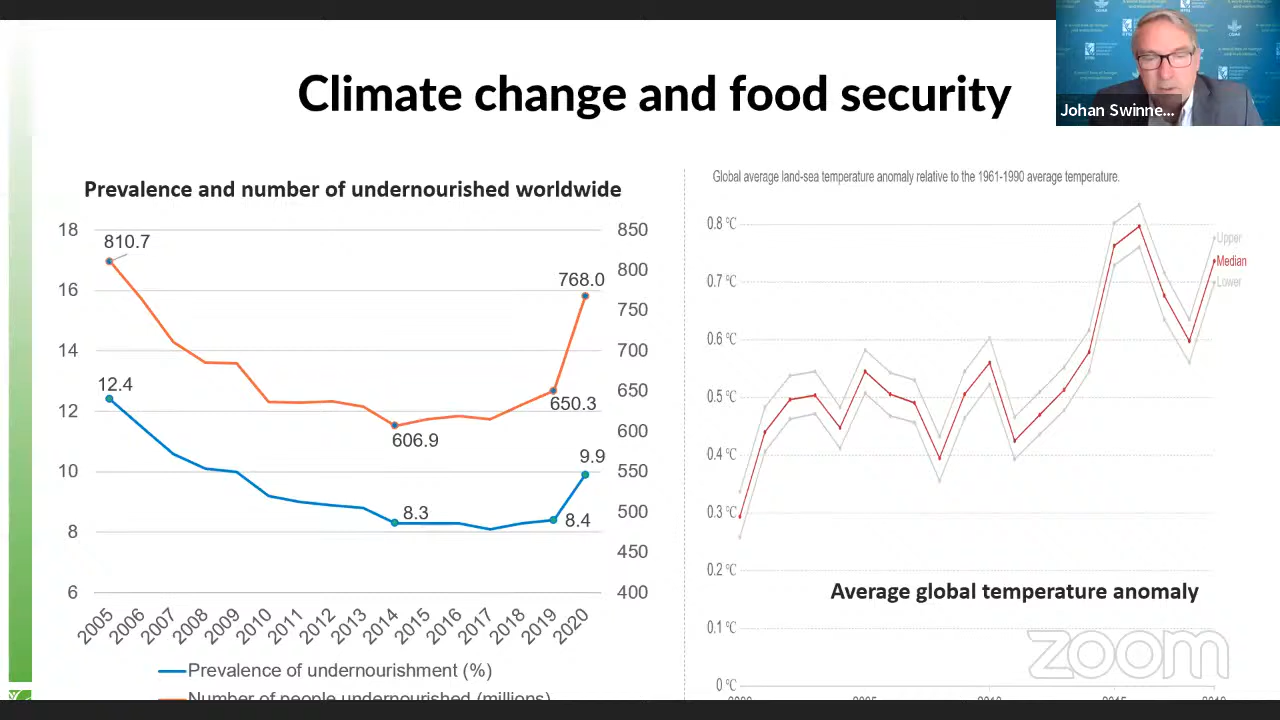 Climate change and food security
Johan Swinne...
Prevalence and number of undernourished worldwide
18
16
14
12
10
8
6
850
800
750
700
650
600
550
500
450
400
810.7
768.0
12.4
650.3
606.9
9.9
8.3
8.4
2005
2006
2007
2008
2009
2010
2011
2012
2013
2014
2015
2016
2017
2018
2019
2020
Prevalence of undernourishment (%)
Number of people undernourished (millions)
Global average land-sea temperature anomaly relative to the 1961-1990 average temperature.
0.8 °C
0.7 °C
0.6 °C
0.5 °C
0.4 °C
0.3 °C
0.2 °C
0.1 °C
0 °C
Upper
Median
Lower
Average global temperature anomaly
zoom